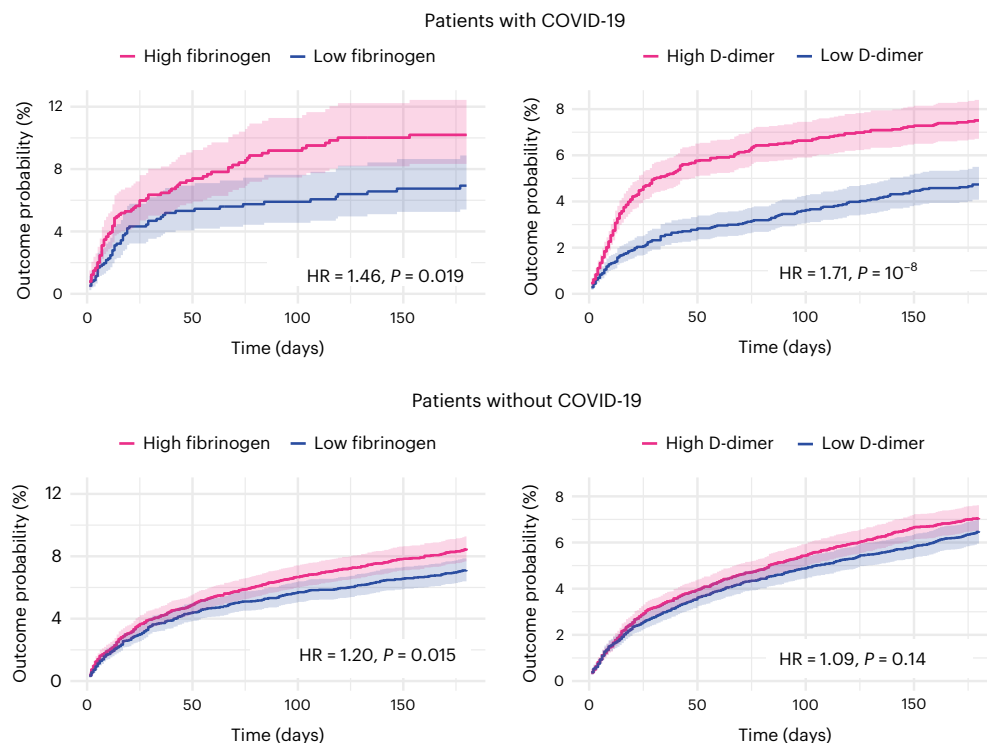 Patients with COVID-19
High fibrinogen Low fibrinogen
Outcome probability (%)
12
8
4
0
HR = 1.46, P = 0.019
0 50 100 150
Time (days)
High D-dimer Low D-dimer
Outcome probability (%)
8
6
4
2
0
HR = 1.71, P = 10⁻⁸
0 50 100 150
Time (days)
Patients without COVID-19
High fibrinogen Low fibrinogen
Outcome probability (%)
12
8
4
0
HR = 1.20, P = 0.015
0 50 100 150
Time (days)
High D-dimer Low D-dimer
Outcome probability (%)
8
6
4
2
0
HR = 1.09, P = 0.14
0 50 100 150
Time (days)